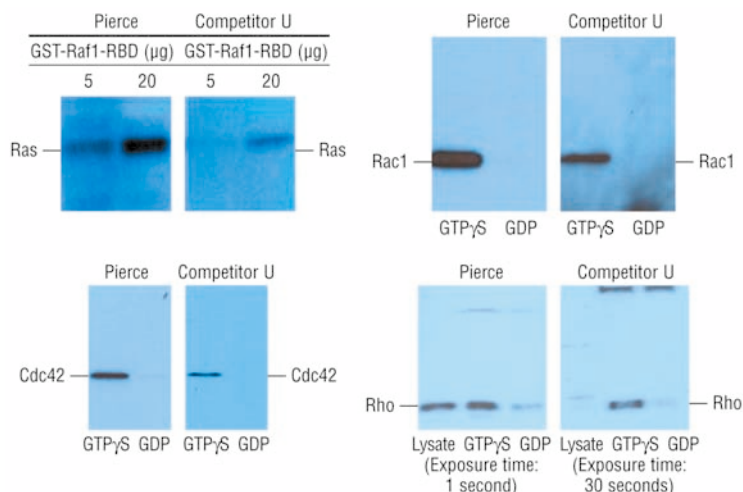 Pierce Competitor U
GST-Raf1-RBD (µg) GST-Raf1-RBD (µg)
5 20 5 20
Ras Ras
Rac1 Rac1
GTPγS GDP GTPγS GDP
Pierce Competitor U
Cdc42 Cdc42
GTPγS GDP GTPγS GDP
Pierce Competitor U
Rho Rho
Lysate GTPγS GDP Lysate GTPγS GDP
(Exposure time: (Exposure time:
1 second) 30 seconds)